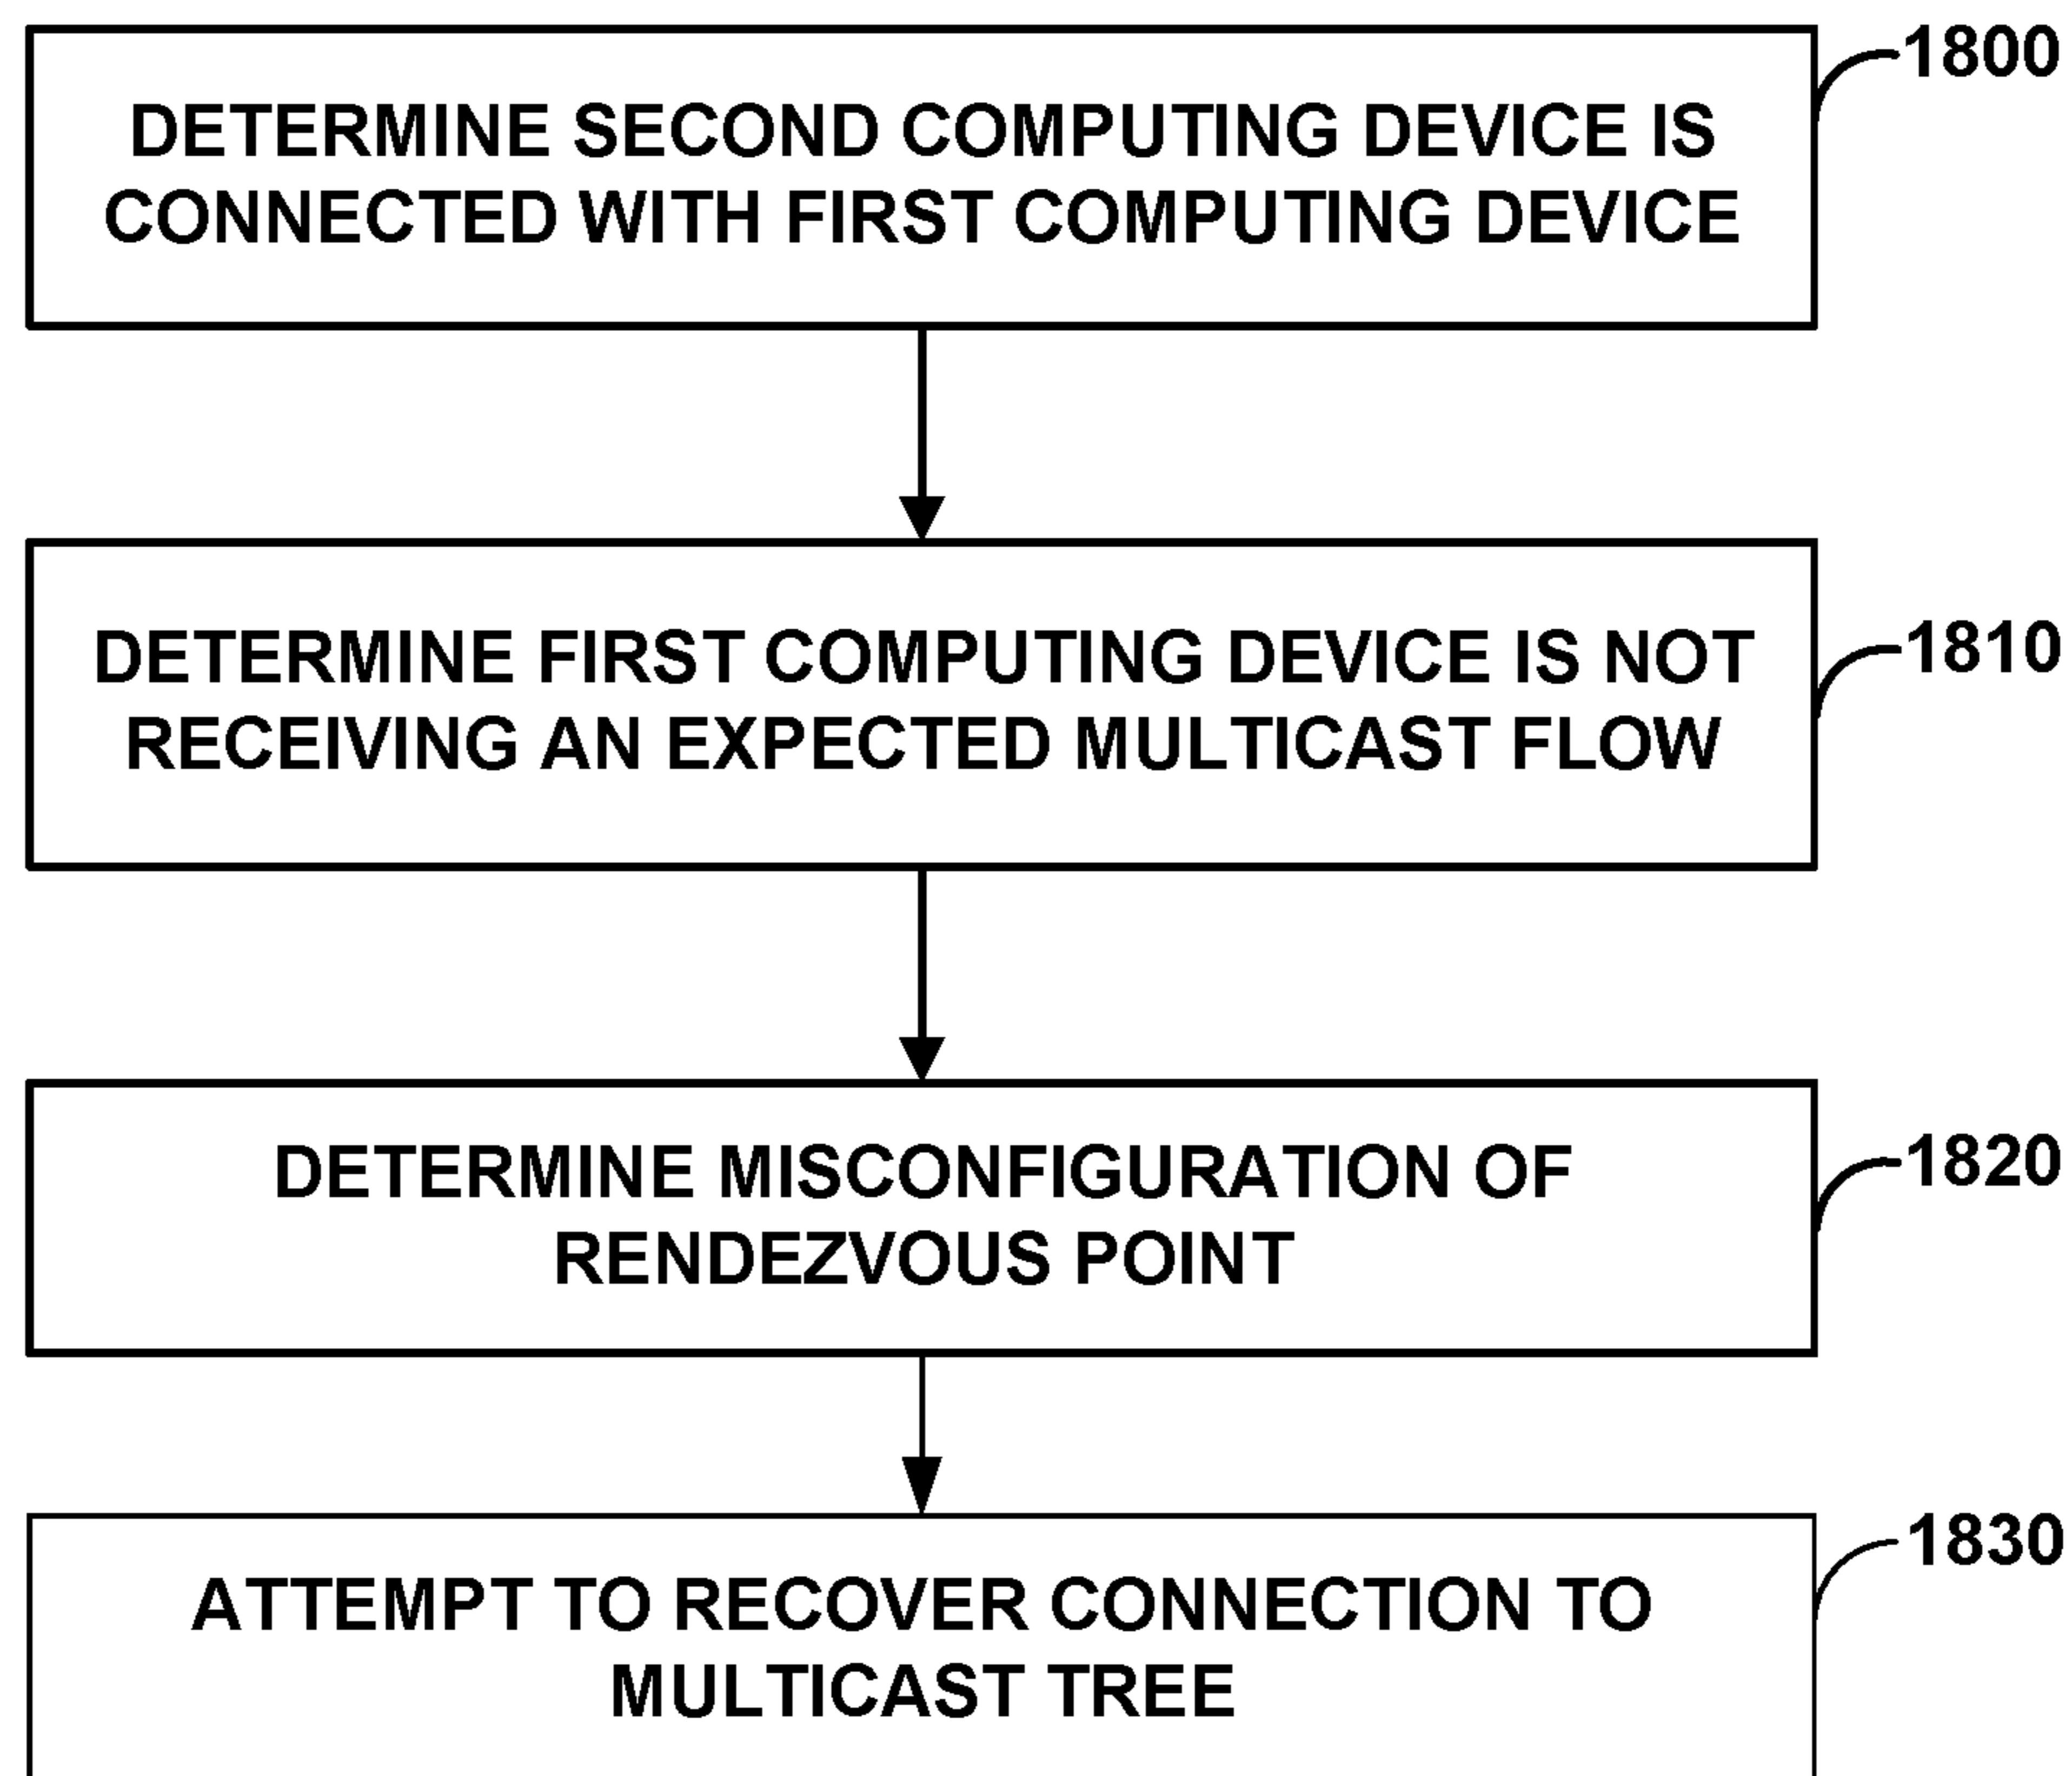 1800
DETERMINE SECOND COMPUTING DEVICE IS
CONNECTED WITH FIRST COMPUTING DEVICE
1810
DETERMINE FIRST COMPUTING DEVICE IS NOT
RECEIVING AN EXPECTED MULTICAST FLOW
1820
DETERMINE MISCONFIGURATION OF
RENDEZVOUS POINT
1830
ATTEMPT TO RECOVER CONNECTION TO
MULTICAST TREE